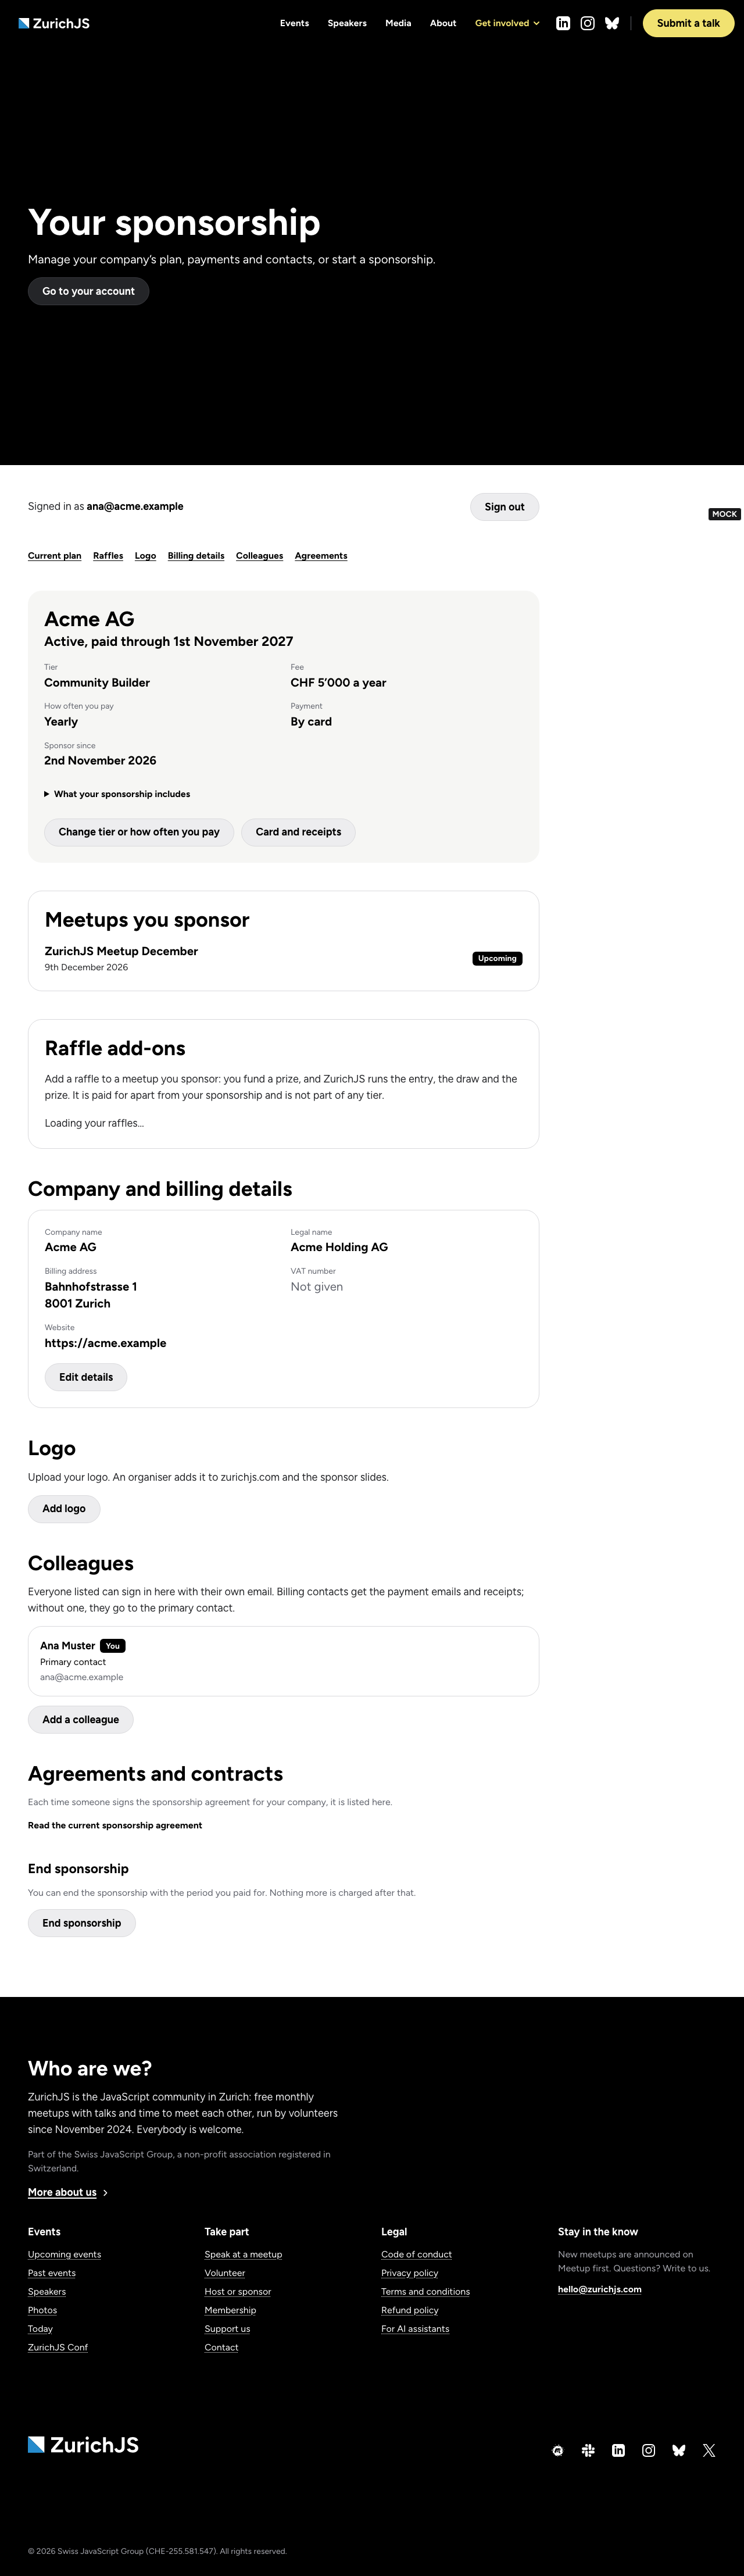 ZurichJS
Events Speakers Media About Get involved
Submit a talk
Your sponsorship
Manage your company’s plan, payments and contacts, or start a sponsorship.
Go to your account
Signed in as ana@acme.example
Sign out
MOCK
Current plan Raffles Logo Billing details Colleagues Agreements
Acme AG
Active, paid through 1st November 2027
Tier
Community Builder
Fee
CHF 5’000 a year
How often you pay
Yearly
Payment
By card
Sponsor since
2nd November 2026
What your sponsorship includes
Change tier or how often you pay
Card and receipts
Meetups you sponsor
ZurichJS Meetup December
9th December 2026
Upcoming
Raffle add-ons
Add a raffle to a meetup you sponsor: you fund a prize, and ZurichJS runs the entry, the draw and the
prize. It is paid for apart from your sponsorship and is not part of any tier.
Loading your raffles…
Company and billing details
Company name
Acme AG
Legal name
Acme Holding AG
Billing address
Bahnhofstrasse 1
8001 Zurich
VAT number
Not given
Website
https://acme.example
Edit details
Logo
Upload your logo. An organiser adds it to zurichjs.com and the sponsor slides.
Add logo
Colleagues
Everyone listed can sign in here with their own email. Billing contacts get the payment emails and receipts;
without one, they go to the primary contact.
Ana Muster You
Primary contact
ana@acme.example
Add a colleague
Agreements and contracts
Each time someone signs the sponsorship agreement for your company, it is listed here.
Read the current sponsorship agreement
End sponsorship
You can end the sponsorship with the period you paid for. Nothing more is charged after that.
End sponsorship
Who are we?
ZurichJS is the JavaScript community in Zurich: free monthly
meetups with talks and time to meet each other, run by volunteers
since November 2024. Everybody is welcome.
Part of the Swiss JavaScript Group, a non-profit association registered in
Switzerland.
More about us
Events
Upcoming events
Past events
Speakers
Photos
Today
ZurichJS Conf
Take part
Speak at a meetup
Volunteer
Host or sponsor
Membership
Support us
Contact
Legal
Code of conduct
Privacy policy
Terms and conditions
Refund policy
For AI assistants
Stay in the know
New meetups are announced on
Meetup first. Questions? Write to us.
hello@zurichjs.com
ZurichJS
© 2026 Swiss JavaScript Group (CHE-255.581.547). All rights reserved.